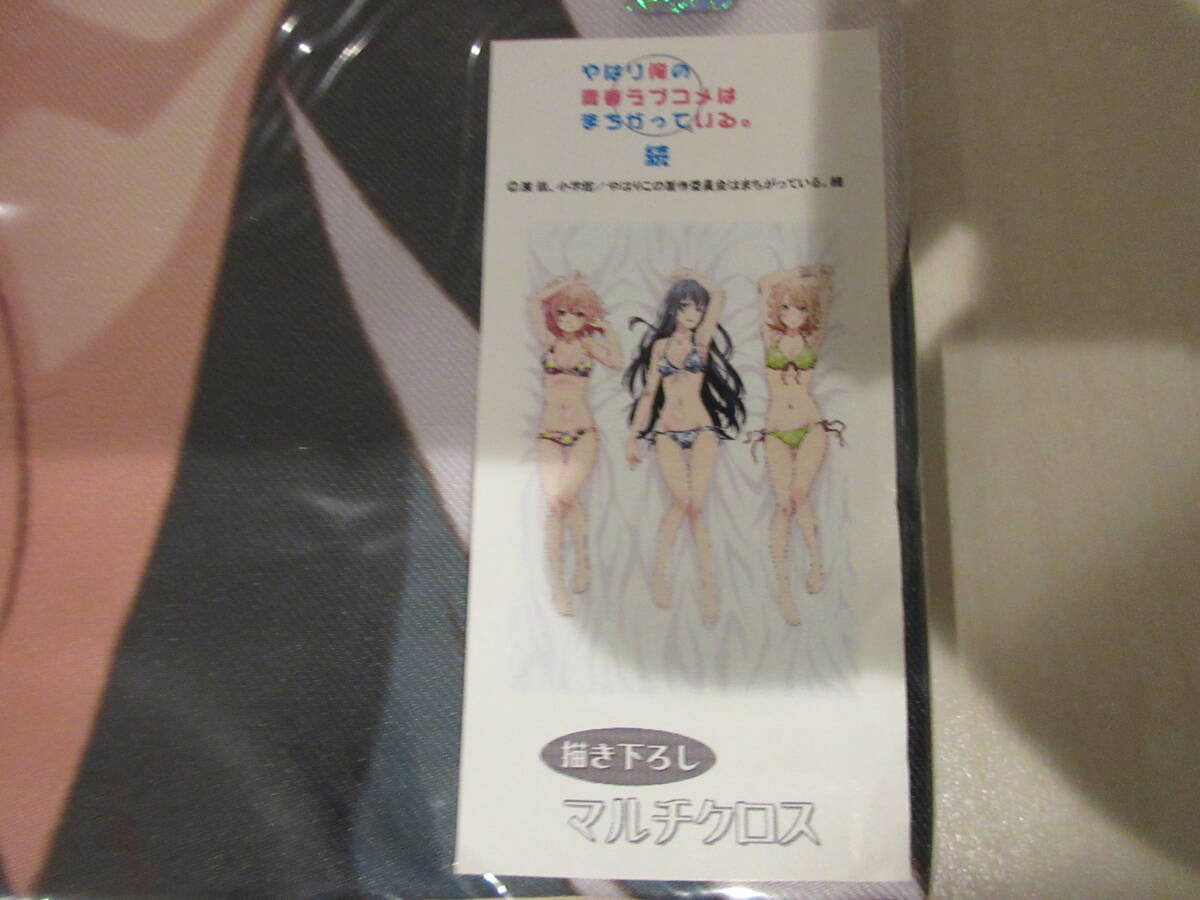 やはり俺の
青春ラブコメは
まちがっている。
続
©渡 航、小学館／やはりこの製作委員会はまちがっている。続
描き下ろし
マルチクロス